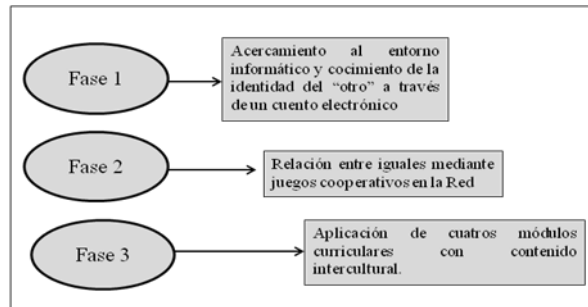 Fase 1
Acercamiento al entorno
informático y cocimiento de la
identidad del “otro” a través
de un cuento electrónico
Fase 2
Relación entre iguales mediante
juegos cooperativos en la Red
Fase 3
Aplicación de cuatros módulos
curriculares con contenido
intercultural.